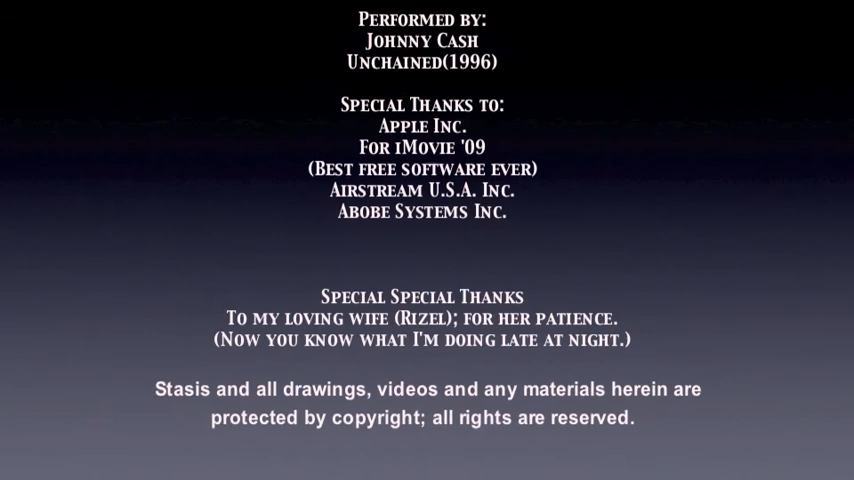 Performed by:
Johnny Cash
Unchained(1996)
Special Thanks to:
Apple Inc.
For iMovie '09
(Best free software ever)
Airstream U.S.A. Inc.
Abobe Systems Inc.
Special Special Thanks
To my loving wife (Rizel); for her patience.
(Now you know what I'm doing late at night.)
Stasis and all drawings, videos and any materials herein are
protected by copyright; all rights are reserved.